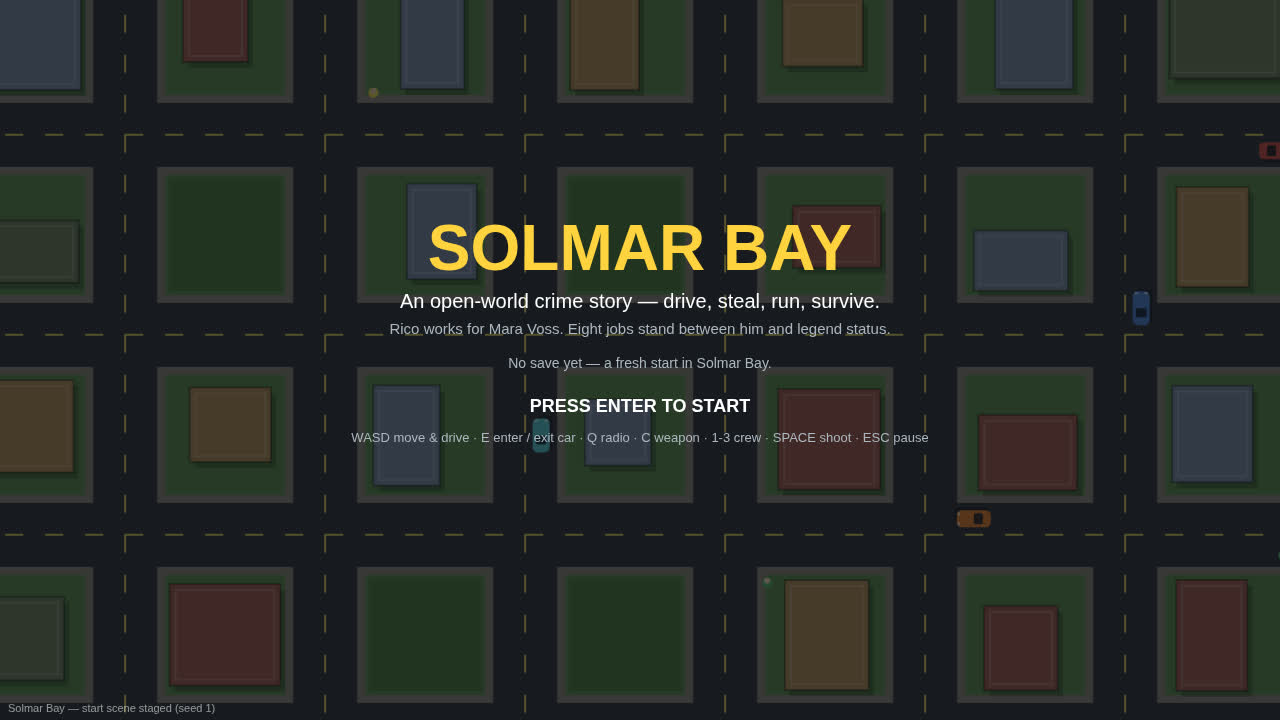 SOLMAR BAY
An open-world crime story — drive, steal, run, survive.
Rico works for Mara Voss. Eight jobs stand between him and legend status.
No save yet — a fresh start in Solmar Bay.
PRESS ENTER TO START
WASD move & drive · E enter / exit car · Q radio · C weapon · 1-3 crew · SPACE shoot · ESC pause
Solmar Bay — start scene staged (seed 1)